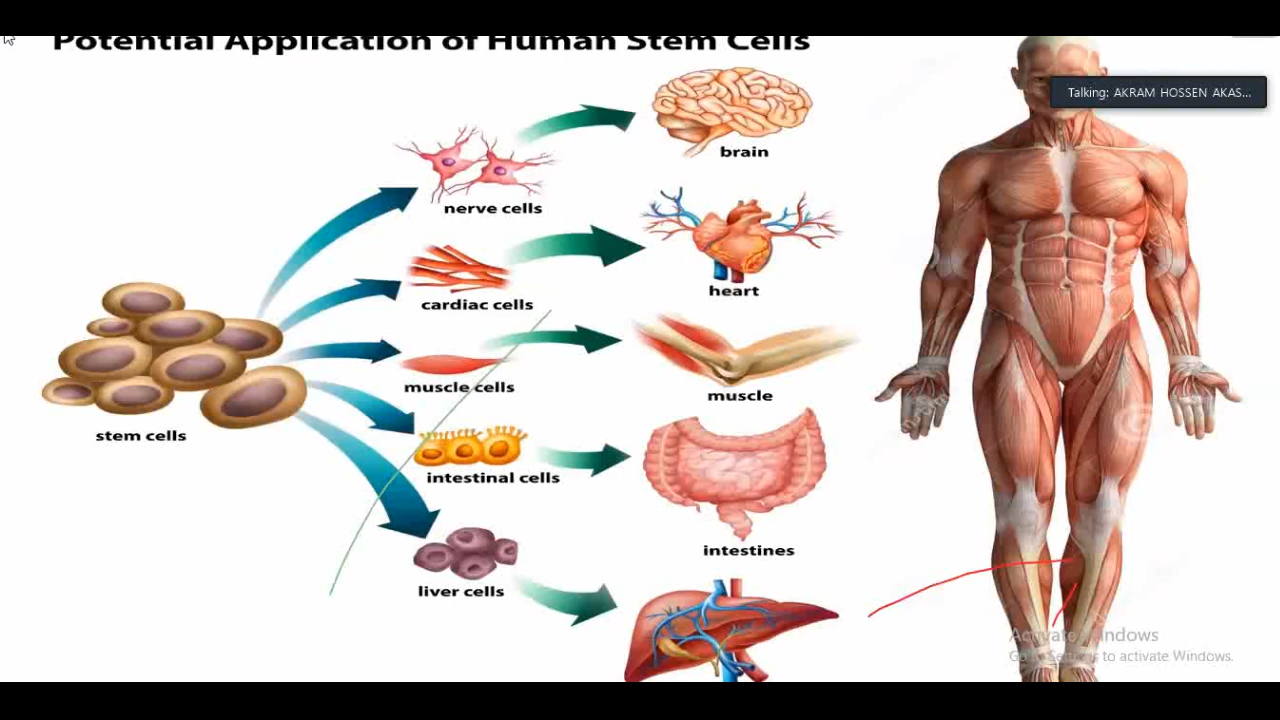 Potential Application of Human Stem Cells
Talking: AKRAM HOSSEN AKAS...
brain
nerve cells
heart
cardiac cells
muscle cells
muscle
stem cells
intestinal cells
intestines
liver cells
Activate Windows
Go to Settings to activate Windows.